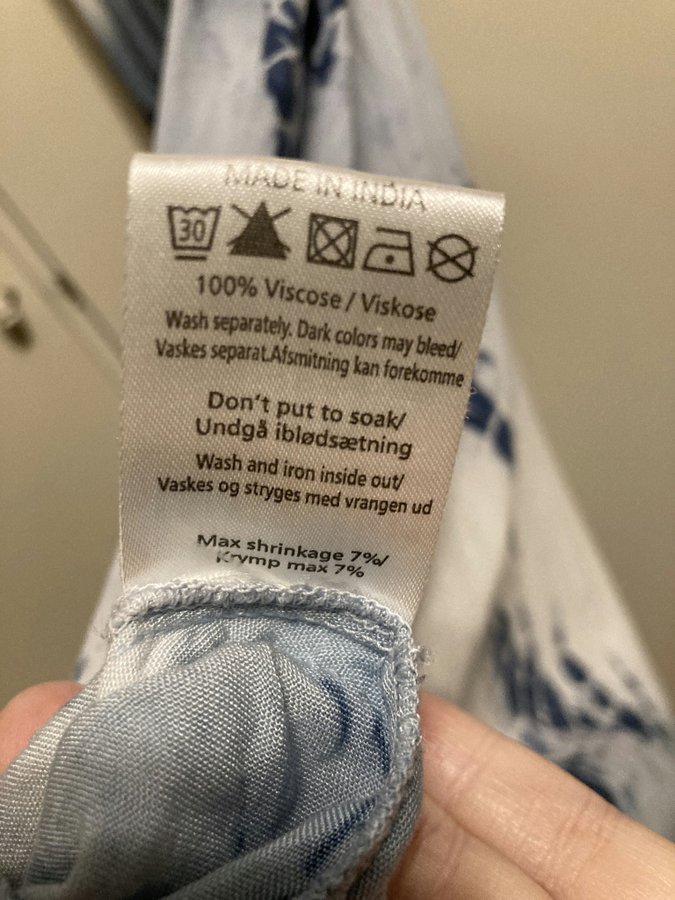 MADE IN INDIA
30
100% Viscose / Viskose
Wash separately. Dark colors may bleed/
Vaskes separat.Afsmitning kan forekomme
Don't put to soak/
Undgå iblødsætning
Wash and iron inside out/
Vaskes og stryges med vrangen ud
Max shrinkage 7%/
Krymp max 7%